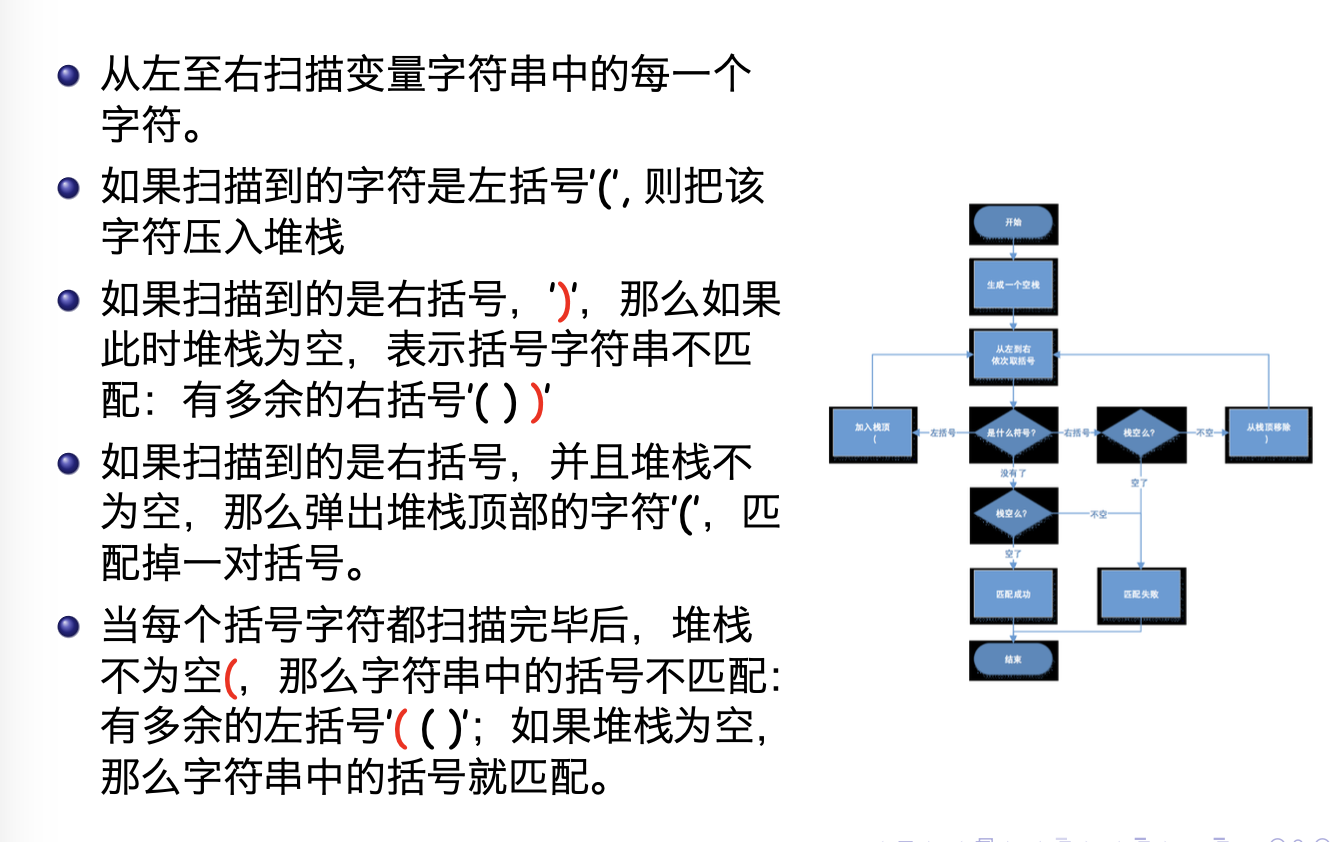 从左至右扫描变量字符串中的每一个
字符。
如果扫描到的字符是左括号'(', 则把该
字符压入堆栈
如果扫描到的是右括号，')'，那么如果
此时堆栈为空，表示括号字符串不匹
配：有多余的右括号'( ) )'
如果扫描到的是右括号，并且堆栈不
为空，那么弹出堆栈顶部的字符'('，匹
配掉一对括号。
当每个括号字符都扫描完毕后，堆栈
不为空(，那么字符串中的括号不匹配：
有多余的左括号'( ( )'；如果堆栈为空，
那么字符串中的括号就匹配。
开始
生成一个空栈
从左到右
依次取括号
加入栈顶
(
左括号
是什么符号?
右括号
栈空么?
不空
从栈顶移除
)
没有了
空了
栈空么?
不空
空了
匹配成功
匹配失败
结束